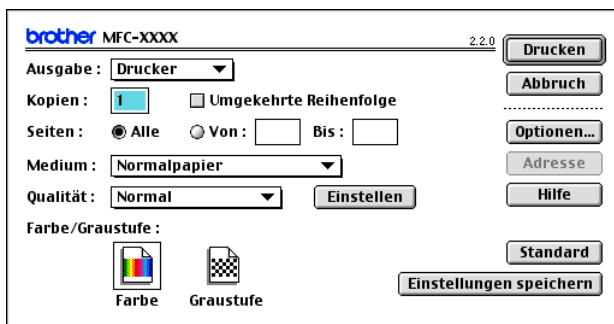 brother MFC-XXXX 2.2.0
Drucken
Ausgabe : Drucker
Abbruch
Kopien : 1 Umgekehrte Reihenfolge
Seiten : Alle Von : Bis :
Optionen...
Medium : Normalpapier
Adresse
Qualität : Normal Einstellen
Hilfe
Farbe/Graustufe :
Farbe Graustufe
Standard
Einstellungen speichern